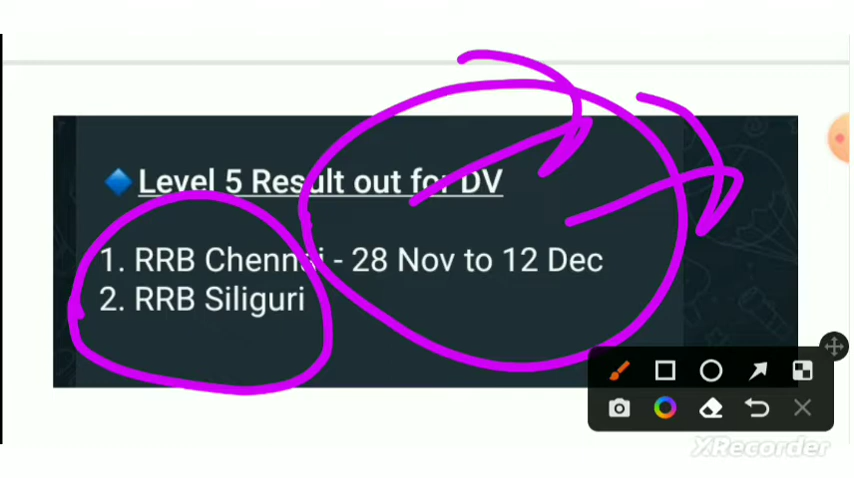 Level 5 Result out for DV
1. RRB Chennai - 28 Nov to 12 Dec
2. RRB Siliguri
XRecorder